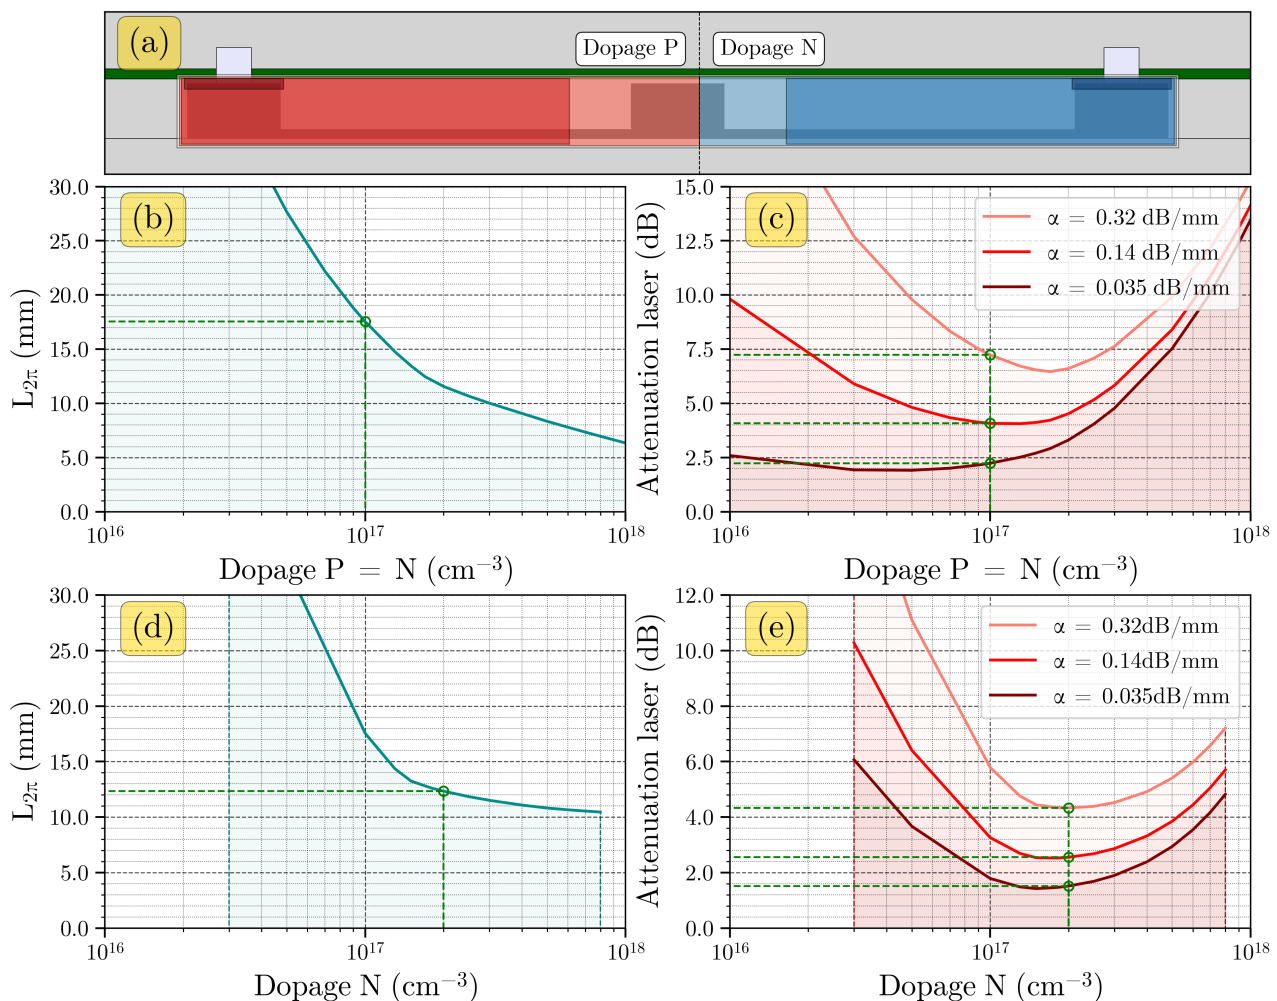 (a)
Dopage P
Dopage N
(b)
30.0
25.0
20.0
15.0
10.0
5.0
0.0
L2π (mm)
10^16
10^17
10^18
Dopage P = N (cm^−3)
(c)
15.0
12.5
10.0
7.5
5.0
2.5
0.0
Attenuation laser (dB)
α = 0.32 dB/mm
α = 0.14 dB/mm
α = 0.035 dB/mm
10^16
10^17
10^18
Dopage P = N (cm^−3)
(d)
30.0
25.0
20.0
15.0
10.0
5.0
0.0
L2π (mm)
10^16
10^17
10^18
Dopage N (cm^−3)
(e)
12.0
10.0
8.0
6.0
4.0
2.0
0.0
Attenuation laser (dB)
α = 0.32dB/mm
α = 0.14dB/mm
α = 0.035dB/mm
10^16
10^17
10^18
Dopage N (cm^−3)